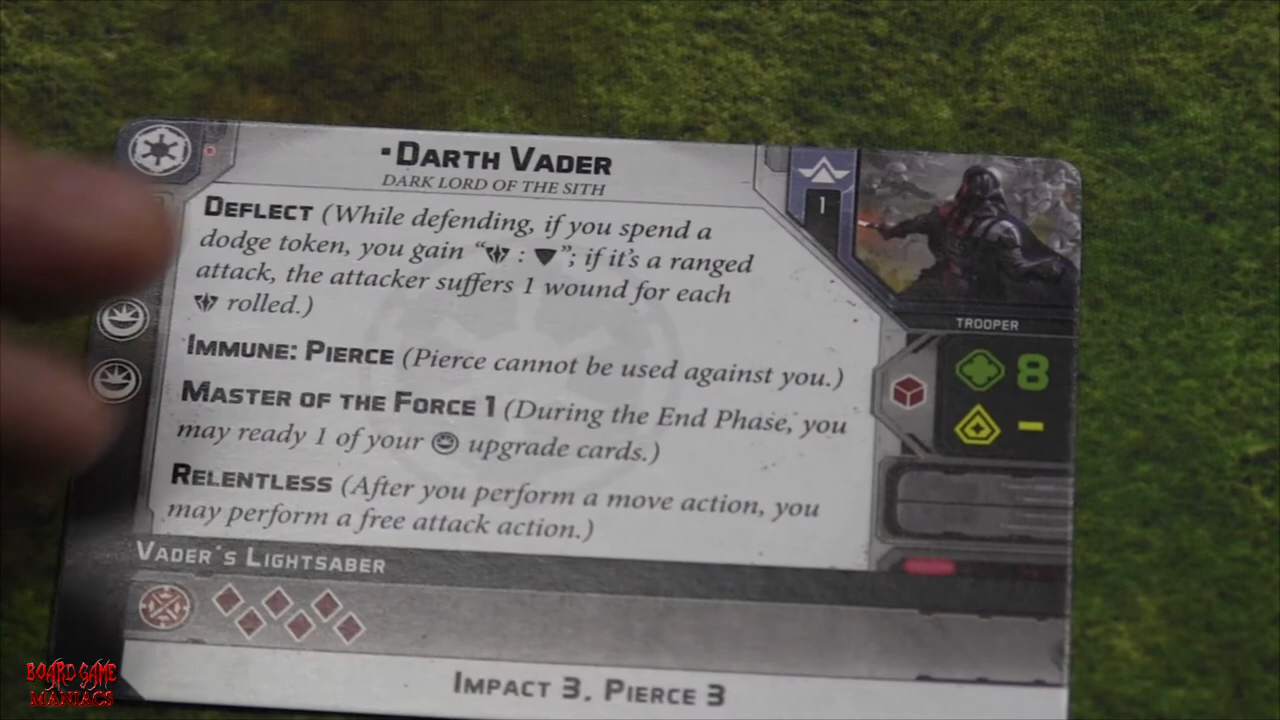 DARTH VADER
DARK LORD OF THE SITH
1
DEFLECT (While defending, if you spend a
dodge token, you gain “ : ”; if it's a ranged
attack, the attacker suffers 1 wound for each
rolled.)
IMMUNE: PIERCE (Pierce cannot be used against you.)
MASTER OF THE FORCE 1 (During the End Phase, you
may ready 1 of your upgrade cards.)
RELENTLESS (After you perform a move action, you
may perform a free attack action.)
TROOPER
8
–
VADER'S LIGHTSABER
IMPACT 3, PIERCE 3
BOARD GAME
MANIACS